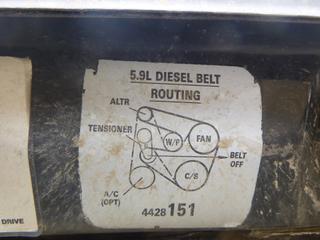 5.9L DIESEL BELT
ROUTING
ALTR
TENSIONER
W/P
FAN
BELT
OFF
C/S
A/C
(OPT)
4428151
DRIVE